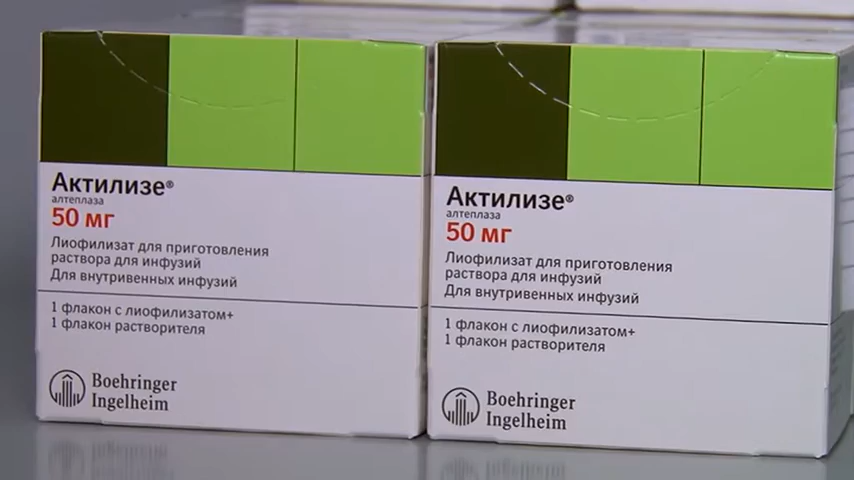 Актилизе®
алтеплаза
50 мг
Лиофилизат для приготовления
раствора для инфузий
Для внутривенных инфузий
1 флакон с лиофилизатом+
1 флакон растворителя
Boehringer
Ingelheim
Актилизе®
алтеплаза
50 мг
Лиофилизат для приготовления
раствора для инфузий
Для внутривенных инфузий
1 флакон с лиофилизатом+
1 флакон растворителя
Boehringer
Ingelheim